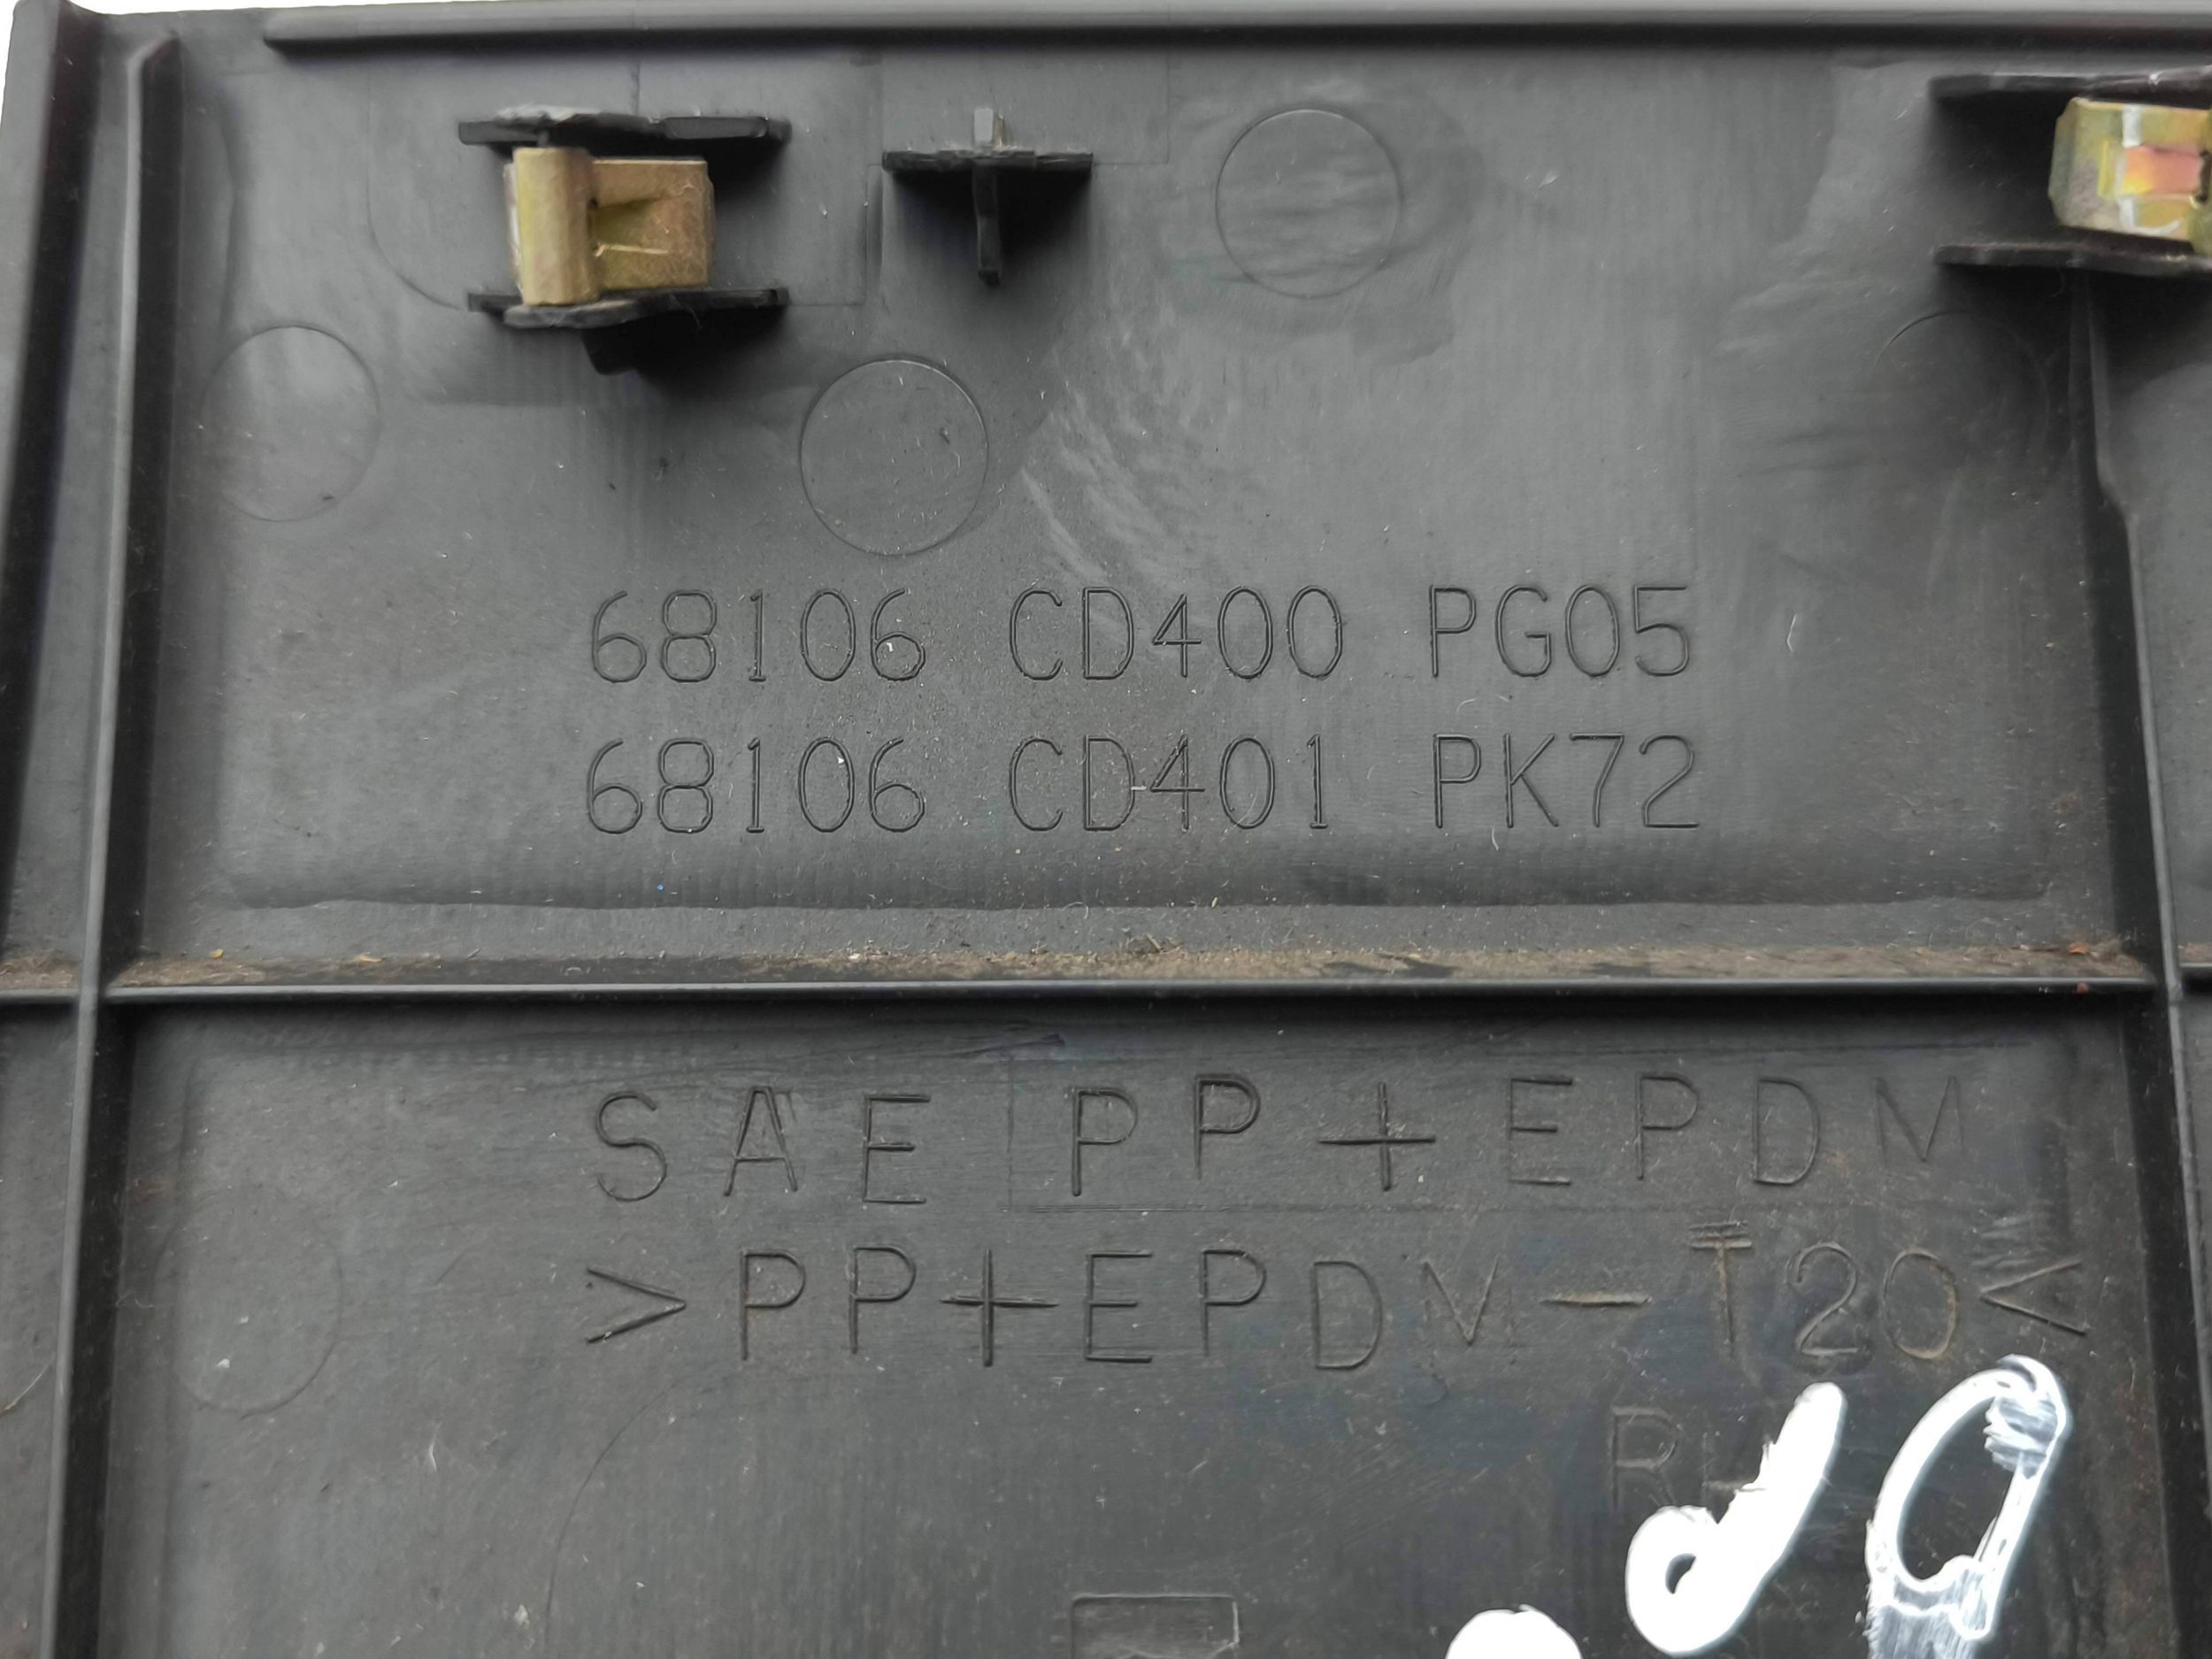 68106 CD400 PG05
68106 CD401 PK72
SAE PP+EPDM
>PP+EPDM-T20<